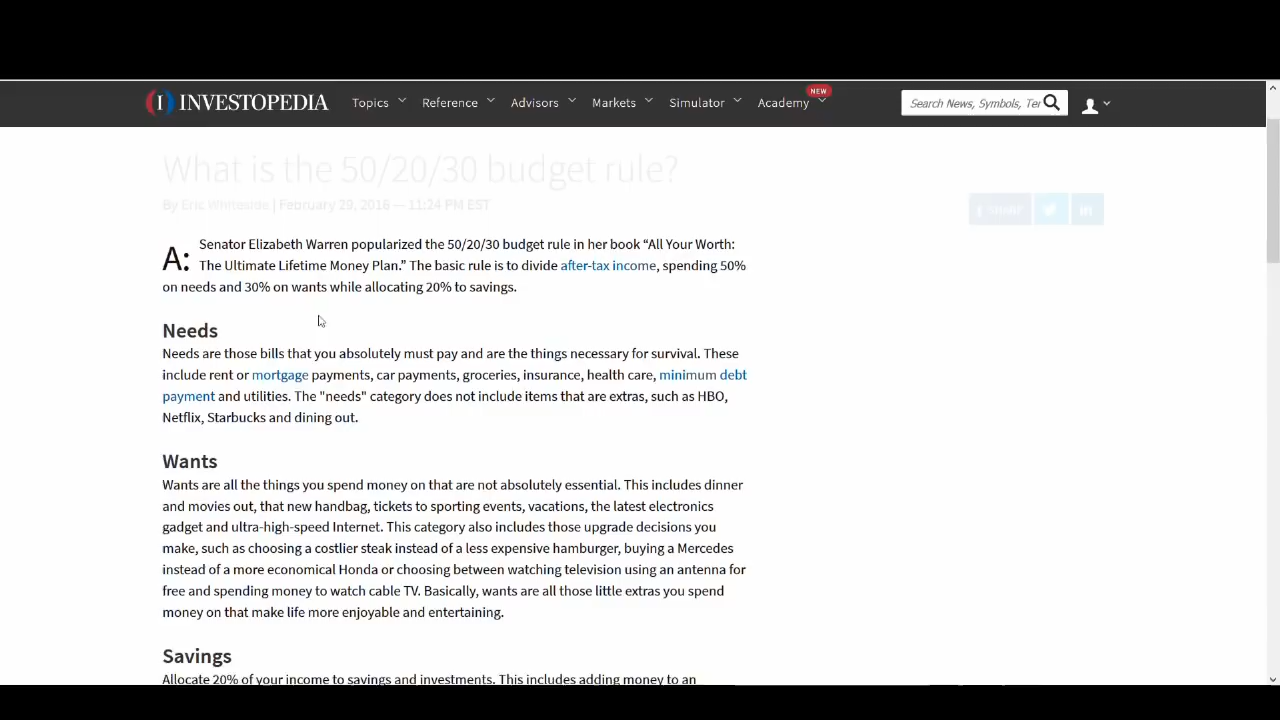 INVESTOPEDIA
Topics
Reference
Advisors
Markets
Simulator
Academy
NEW
Search News, Symbols, Ter
What is the 50/20/30 budget rule?
By Eric Whiteside | February 29, 2016 — 11:24 PM EST
SHARE
A: Senator Elizabeth Warren popularized the 50/20/30 budget rule in her book “All Your Worth:
The Ultimate Lifetime Money Plan.” The basic rule is to divide after-tax income, spending 50%
on needs and 30% on wants while allocating 20% to savings.
Needs
Needs are those bills that you absolutely must pay and are the things necessary for survival. These
include rent or mortgage payments, car payments, groceries, insurance, health care, minimum debt
payment and utilities. The "needs" category does not include items that are extras, such as HBO,
Netflix, Starbucks and dining out.
Wants
Wants are all the things you spend money on that are not absolutely essential. This includes dinner
and movies out, that new handbag, tickets to sporting events, vacations, the latest electronics
gadget and ultra-high-speed Internet. This category also includes those upgrade decisions you
make, such as choosing a costlier steak instead of a less expensive hamburger, buying a Mercedes
instead of a more economical Honda or choosing between watching television using an antenna for
free and spending money to watch cable TV. Basically, wants are all those little extras you spend
money on that make life more enjoyable and entertaining.
Savings
Allocate 20% of your income to savings and investments. This includes adding money to an